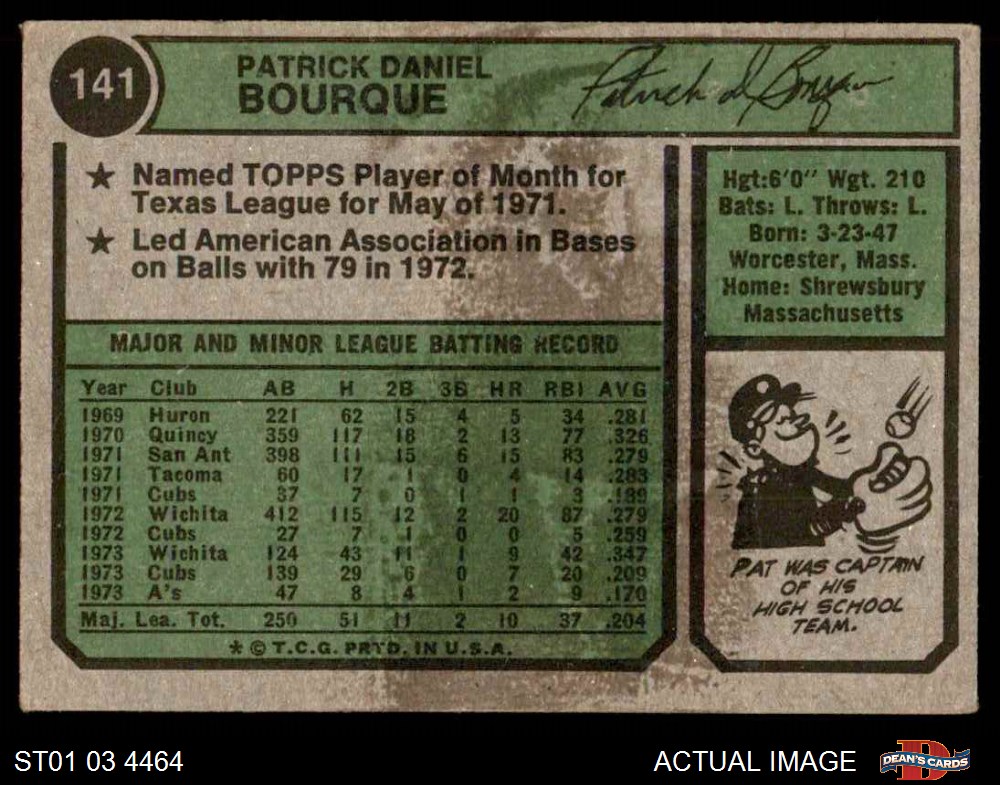 141
PATRICK DANIEL
BOURQUE
Patrick D Bourque
★ Named TOPPS Player of Month for
Texas League for May of 1971.
★ Led American Association in Bases
on Balls with 79 in 1972.
Hgt:6'0" Wgt. 210
Bats: L. Throws: L.
Born: 3-23-47
Worcester, Mass.
Home: Shrewsbury
Massachusetts
MAJOR AND MINOR LEAGUE BATTING RECORD
Year Club AB H 2B 3B HR RBI AVG
1969 Huron 221 62 15 4 5 34 .281
1970 Quincy 359 117 18 2 13 77 .326
1971 San Ant 398 111 15 6 15 83 .279
1971 Tacoma 60 17 1 0 4 14 .283
1971 Cubs 37 7 0 1 1 3 .189
1972 Wichita 412 115 12 2 20 87 .279
1972 Cubs 27 7 1 0 0 5 .259
1973 Wichita 124 43 11 1 9 42 .347
1973 Cubs 139 29 6 0 7 20 .209
1973 A's 47 8 4 1 2 9 .170
Maj. Lea. Tot. 250 51 11 2 10 37 .204
* © T.C.G. PRTD. IN U.S.A.
PAT WAS CAPTAIN
OF HIS
HIGH SCHOOL
TEAM.
ST01 03 4464
ACTUAL IMAGE
D
DEAN'S CARDS